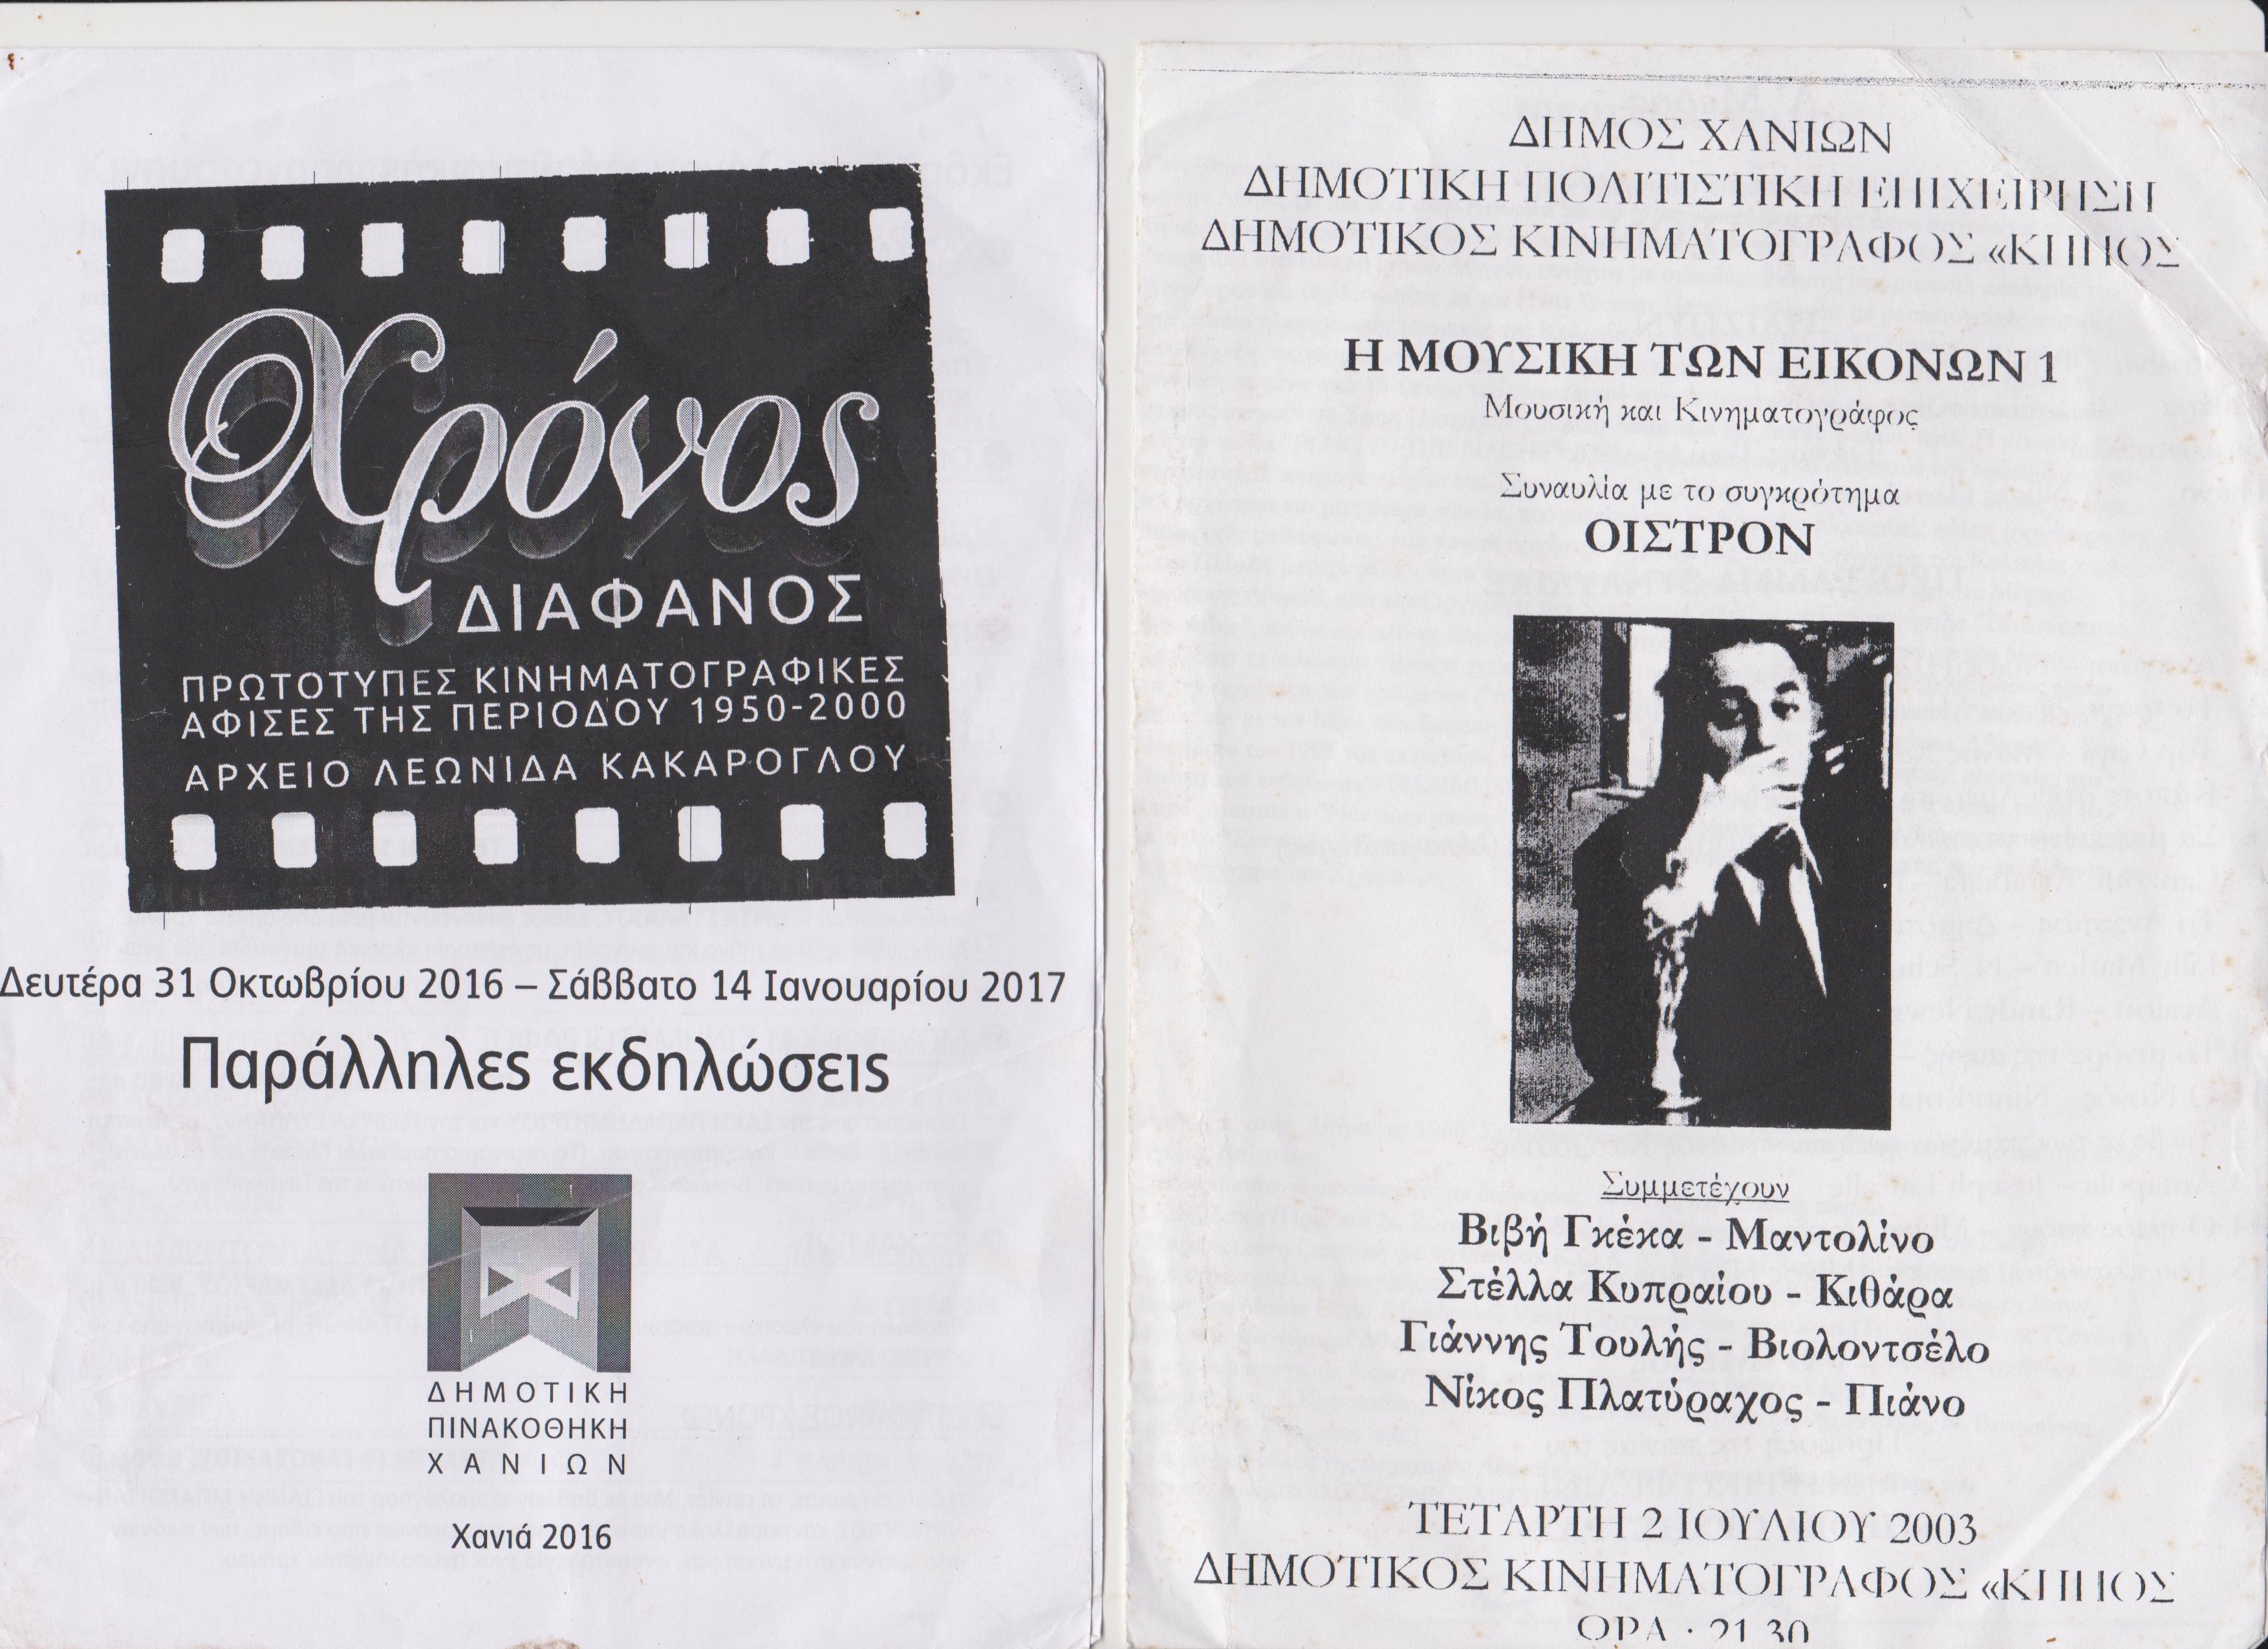 Χρόνος
ΔΙΑΦΑΝΟΣ
ΠΡΩΤΟΤΥΠΕΣ ΚΙΝΗΜΑΤΟΓΡΑΦΙΚΕΣ
ΑΦΙΣΕΣ ΤΗΣ ΠΕΡΙΟΔΟΥ 1950-2000
ΑΡΧΕΙΟ ΛΕΩΝΙΔΑ ΚΑΚΑΡΟΓΛΟΥ
Δευτέρα 31 Οκτωβρίου 2016 – Σάββατο 14 Ιανουαρίου 2017
Παράλληλες εκδηλώσεις
ΔΗΜΟΤΙΚΗ
ΠΙΝΑΚΟΘΗΚΗ
ΧΑΝΙΩΝ
Χανιά 2016
ΔΗΜΟΣ ΧΑΝΙΩΝ
ΔΗΜΟΤΙΚΗ ΠΟΛΙΤΙΣΤΙΚΗ ΕΠΙΧΕΙΡΗΣΗ
ΔΗΜΟΤΙΚΟΣ ΚΙΝΗΜΑΤΟΓΡΑΦΟΣ «ΚΗΠΟΣ
Η ΜΟΥΣΙΚΗ ΤΩΝ ΕΙΚΟΝΩΝ 1
Μουσική και Κινηματογράφος
Συναυλία με το συγκρότημα
ΟΙΣΤΡΟΝ
Συμμετέχουν
Βιβή Γκέκα - Μαντολίνο
Στέλλα Κυπραίου - Κιθάρα
Γιάννης Τουλής - Βιολοντσέλο
Νίκος Πλατύραχος - Πιάνο
ΤΕΤΑΡΤΗ 2 ΙΟΥΛΙΟΥ 2003
ΔΗΜΟΤΙΚΟΣ ΚΙΝΗΜΑΤΟΓΡΑΦΟΣ «ΚΗΠΟΣ
ΩΡΑ : 21.30